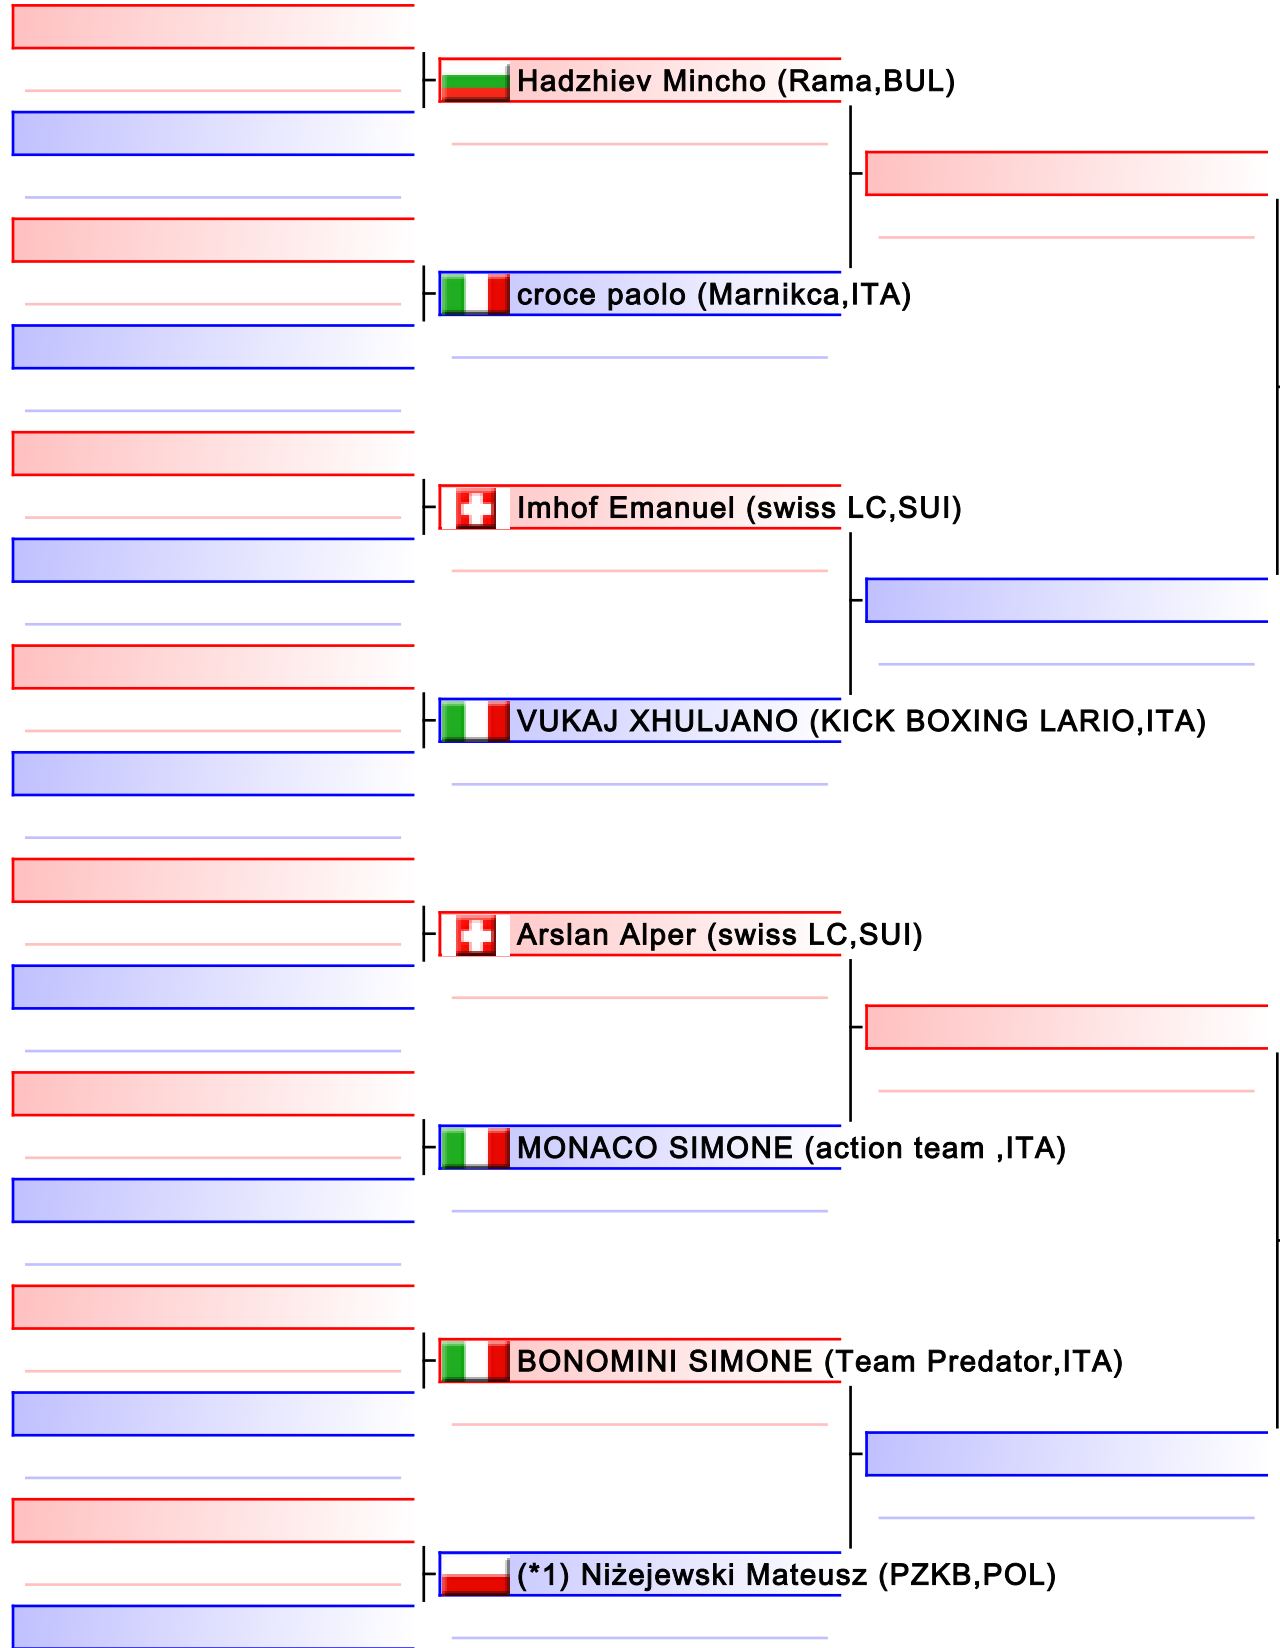 Hadzhiev Mincho (Rama,BUL)
croce paolo (Marnikca,ITA)
Imhof Emanuel (swiss LC,SUI)
VUKAJ XHULJANO (KICK BOXING LARIO,ITA)
Arslan Alper (swiss LC,SUI)
MONACO SIMONE (action team ,ITA)
BONOMINI SIMONE (Team Predator,ITA)
(*1) Niżejewski Mateusz (PZKB,POL)